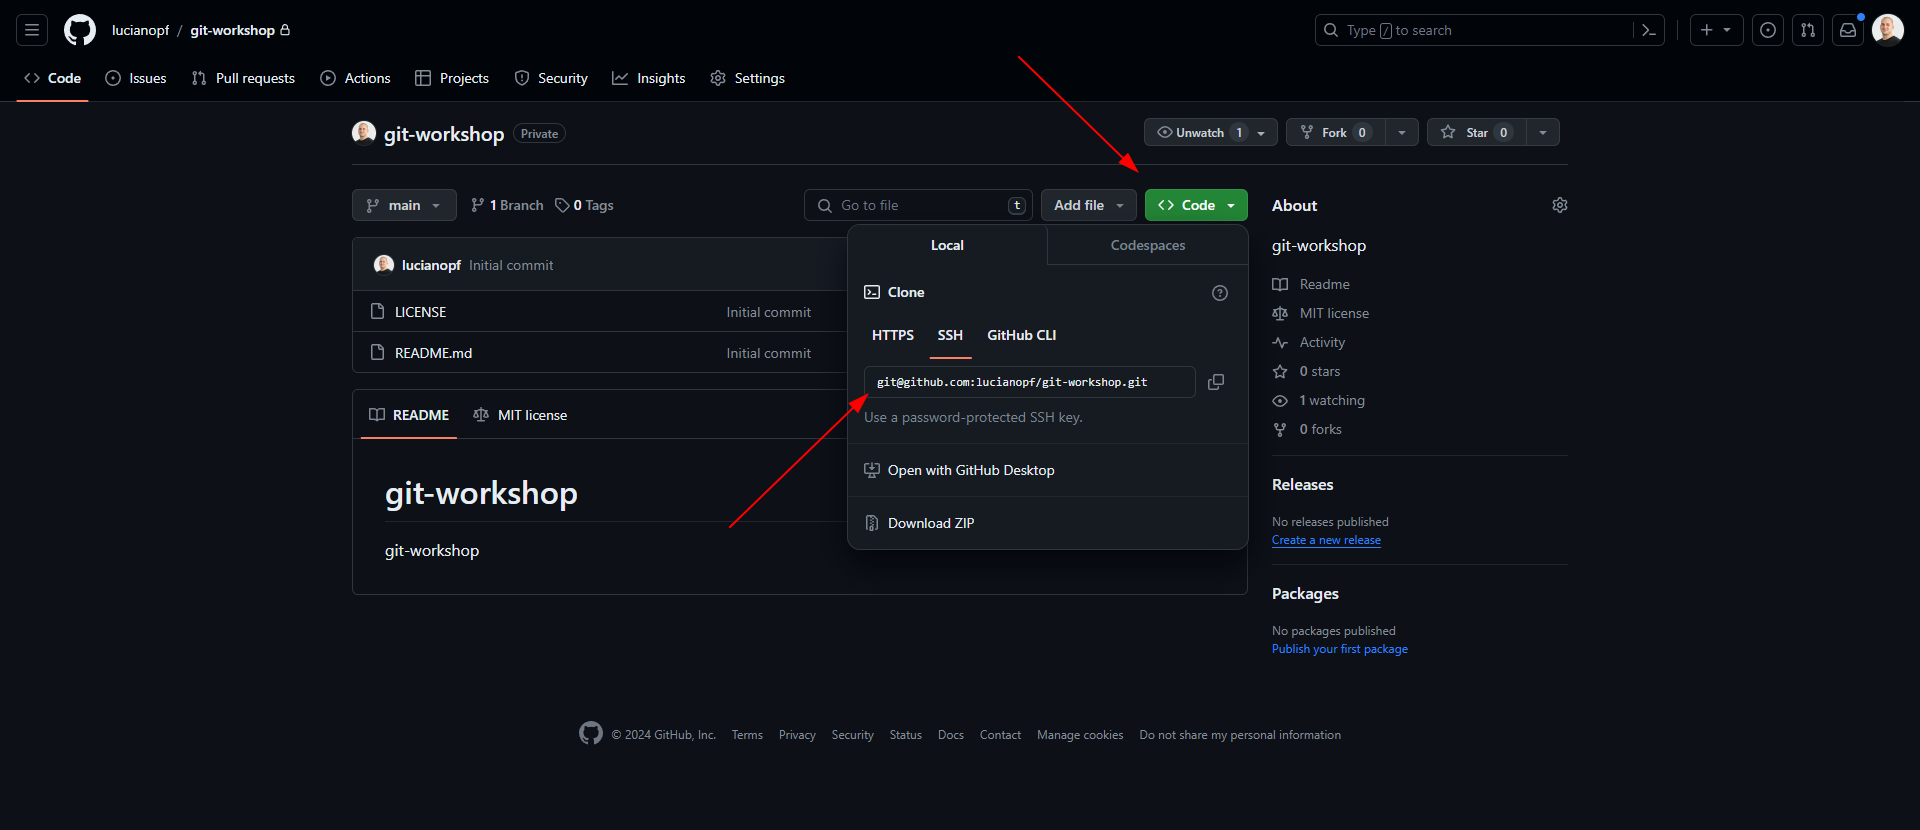 lucianopf / git-workshop
Type / to search
Code Issues Pull requests Actions Projects Security Insights Settings
git-workshop Private
Unwatch 1 Fork 0 Star 0
main 1 Branch 0 Tags
Go to file t
Add file Code
About
lucianopf Initial commit
LICENSE Initial commit
README.md Initial commit
README MIT license
git-workshop
git-workshop
Local Codespaces
Clone
HTTPS SSH GitHub CLI
git@github.com:lucianopf/git-workshop.git
Use a password-protected SSH key.
Open with GitHub Desktop
Download ZIP
git-workshop
Readme
MIT license
Activity
0 stars
1 watching
0 forks
Releases
No releases published
Create a new release
Packages
No packages published
Publish your first package
© 2024 GitHub, Inc. Terms Privacy Security Status Docs Contact Manage cookies Do not share my personal information